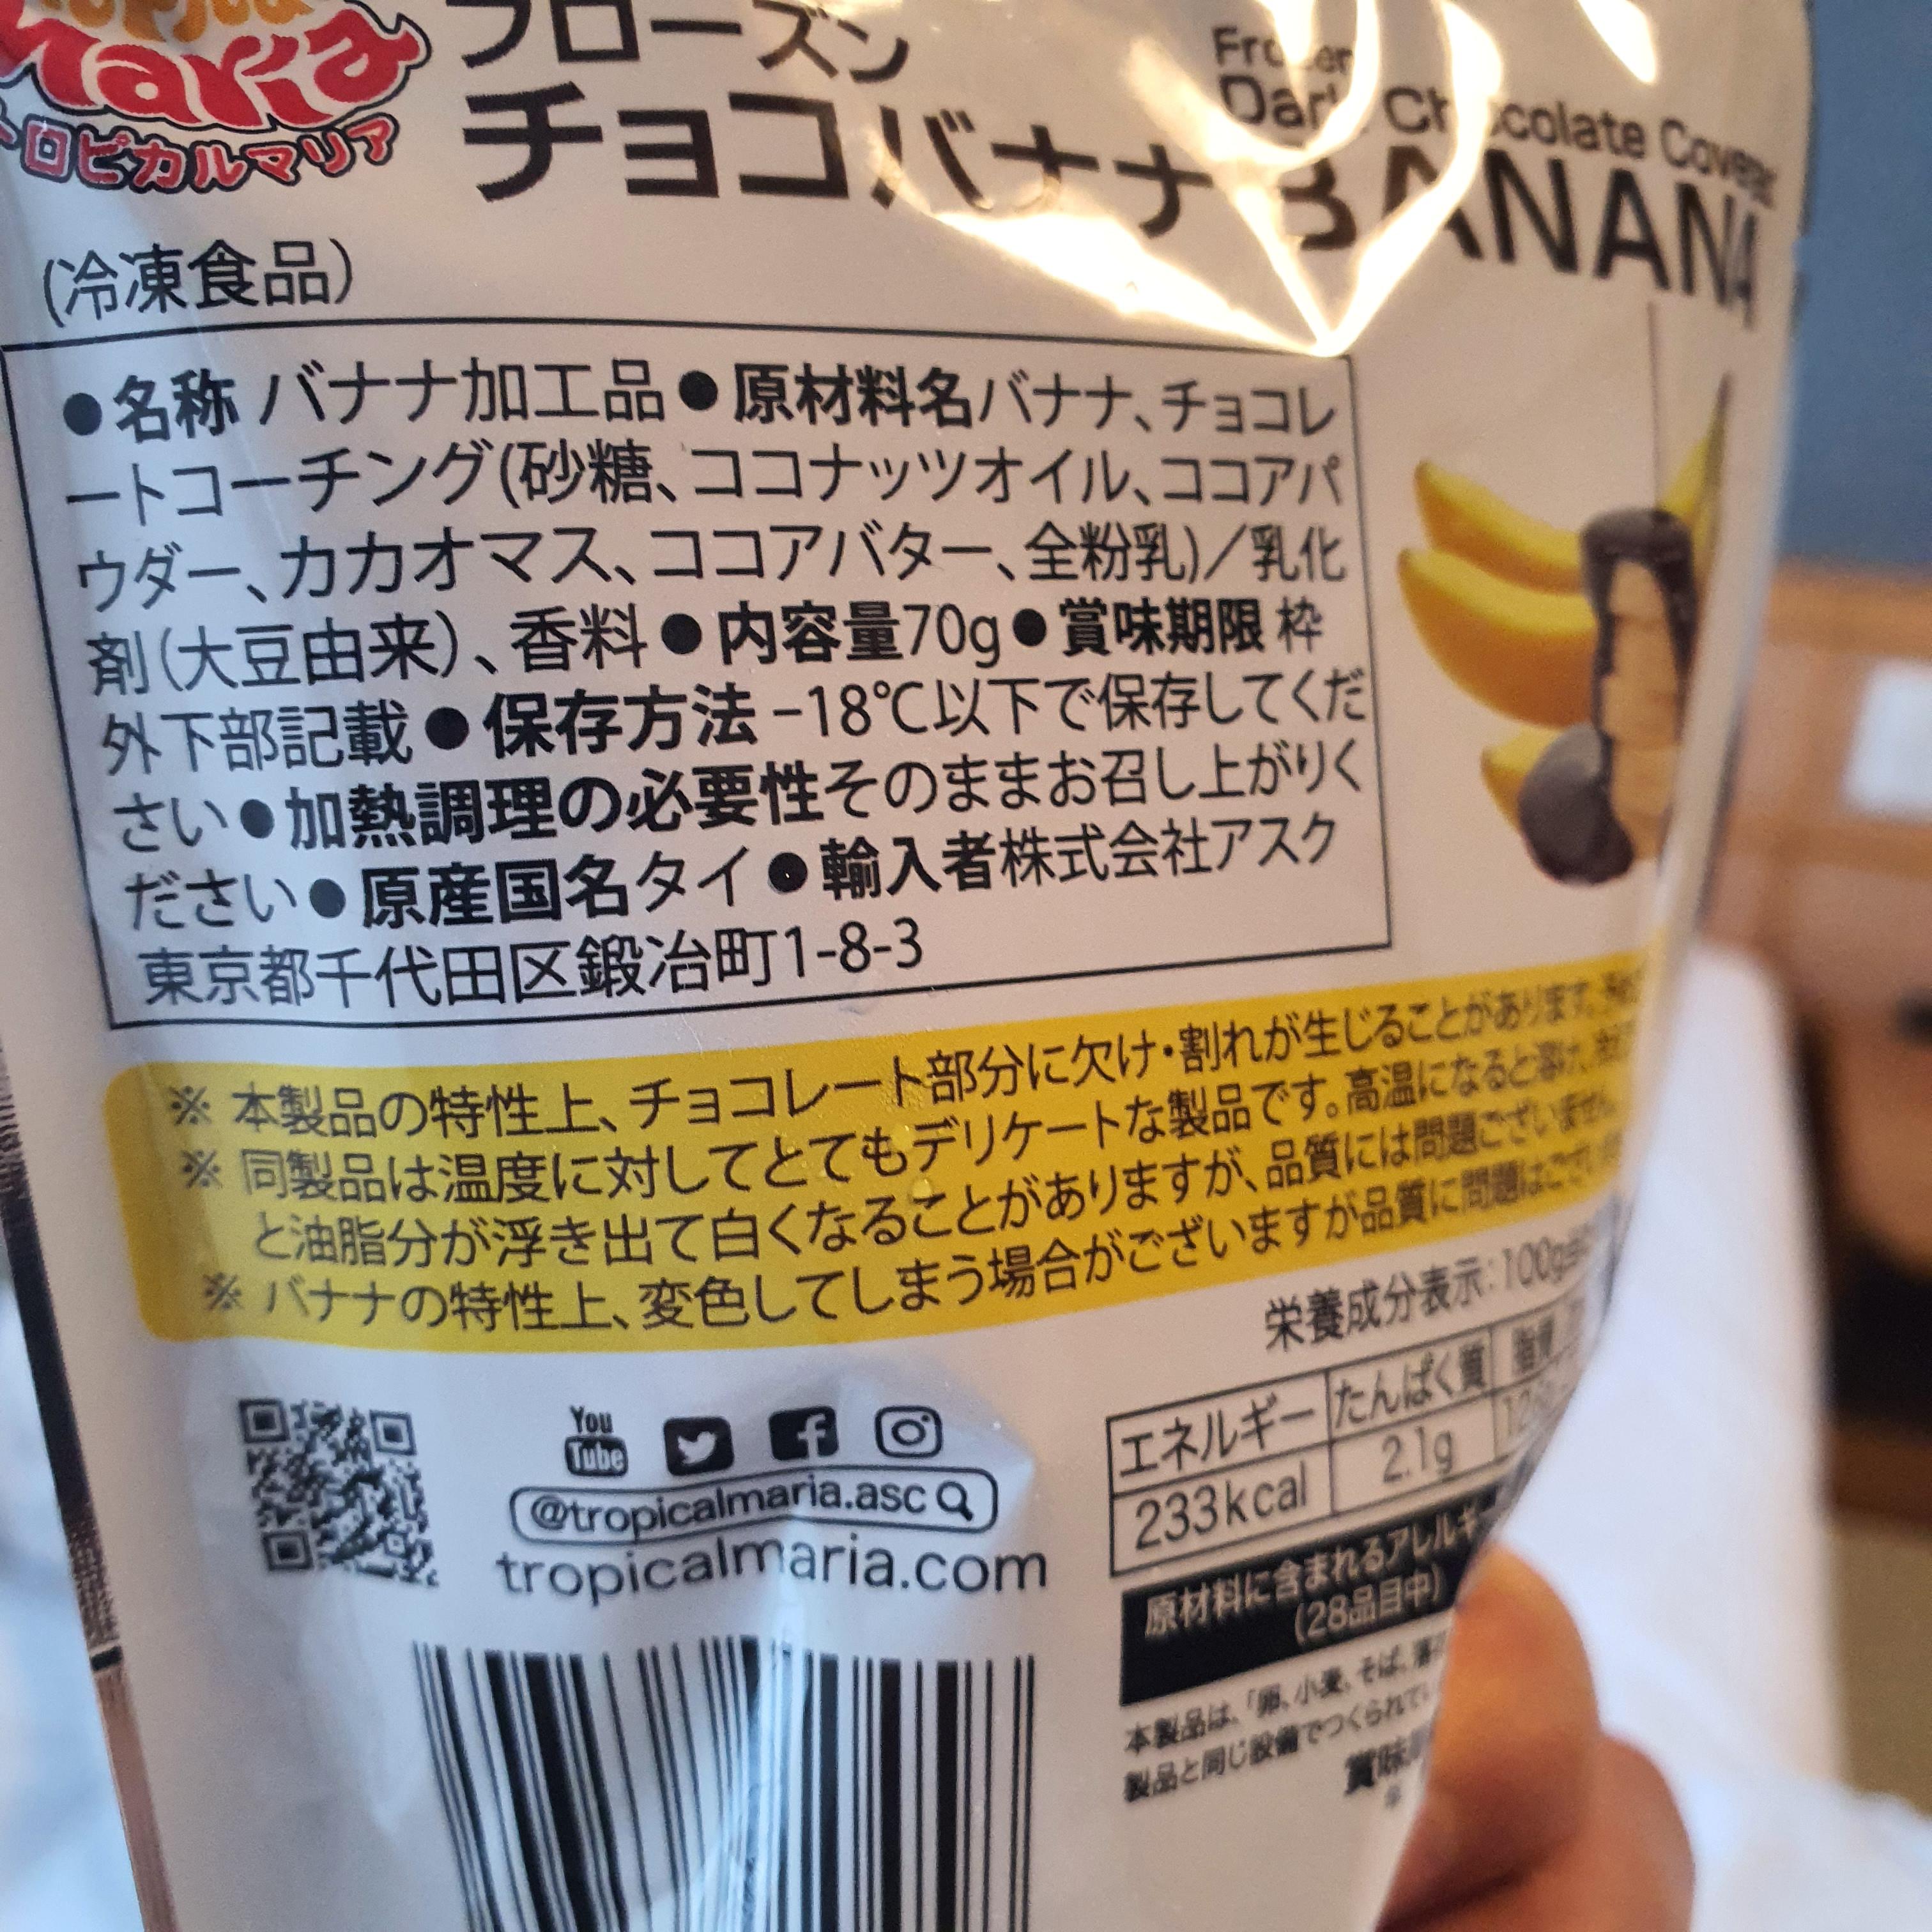 Maria
トロピカルマリア
フローズン
チョコバナナ
Frozen
Dark Chocolate Covered
BANANA
(冷凍食品)
●名称 バナナ加工品●原材料名バナナ、チョコレ
ートコーチング(砂糖、ココナッツオイル、ココアパ
ウダー、カカオマス、ココアバター、全粉乳)／乳化
剤(大豆由来)、香料●内容量70g●賞味期限 枠
外下部記載●保存方法 -18℃以下で保存してくだ
さい●加熱調理の必要性そのままお召し上がりく
ださい●原産国名タイ●輸入者株式会社アスク
東京都千代田区鍛冶町1-8-3
※ 本製品の特性上、チョコレート部分に欠け・割れが生じることがあります。
※ 同製品は温度に対してとてもデリケートな製品です。高温になると溶け、
と油脂分が浮き出て白くなることがありますが、品質には問題ございません。
※ バナナの特性上、変色してしまう場合がございますが品質に問題はござい
栄養成分表示:100g
エネルギー たんぱく質 脂質
233kcal 2.1g
You
Tube
@tropicalmaria.asc
tropicalmaria.com
原材料に含まれるアレルギ
(28品目中)
本製品は、「卵、小麦、そば、落
製品と同じ設備でつくられてい
賞味